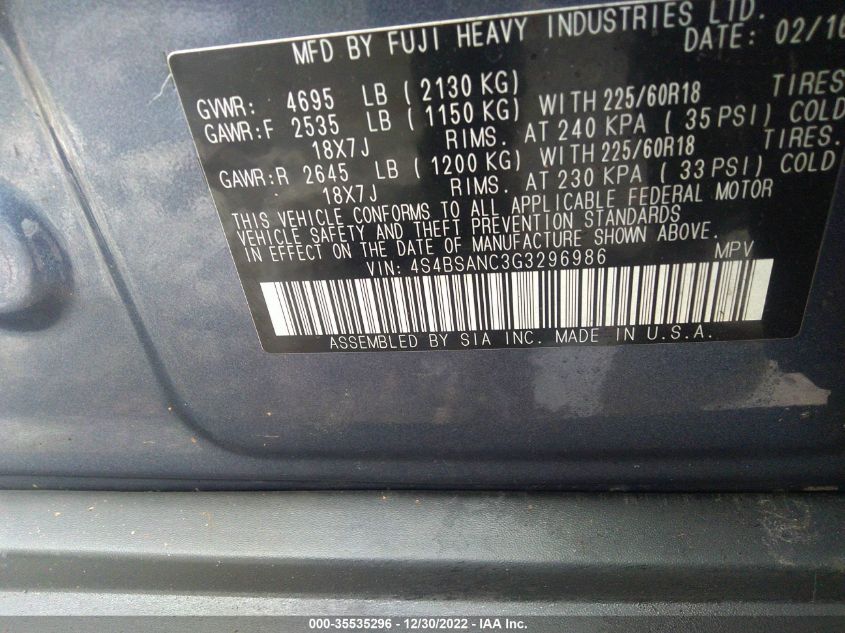 MFD BY FUJI HEAVY INDUSTRIES LTD.
DATE: 02/16
GVWR: 4695 LB ( 2130 KG)
GAWR:F 2535 LB ( 1150 KG) WITH 225/60R18 TIRES
18X7J RIMS. AT 240 KPA ( 35 PSI) COLD
GAWR:R 2645 LB ( 1200 KG) WITH 225/60R18 TIRES.
18X7J RIMS. AT 230 KPA ( 33 PSI) COLD
THIS VEHICLE CONFORMS TO ALL APPLICABLE FEDERAL MOTOR
VEHICLE SAFETY AND THEFT PREVENTION STANDARDS
IN EFFECT ON THE DATE OF MANUFACTURE SHOWN ABOVE.
VIN: 4S4BSANC3G3296986 MPV
ASSEMBLED BY SIA INC. MADE IN U.S.A.
000-35535296 - 12/30/2022 - IAA Inc.